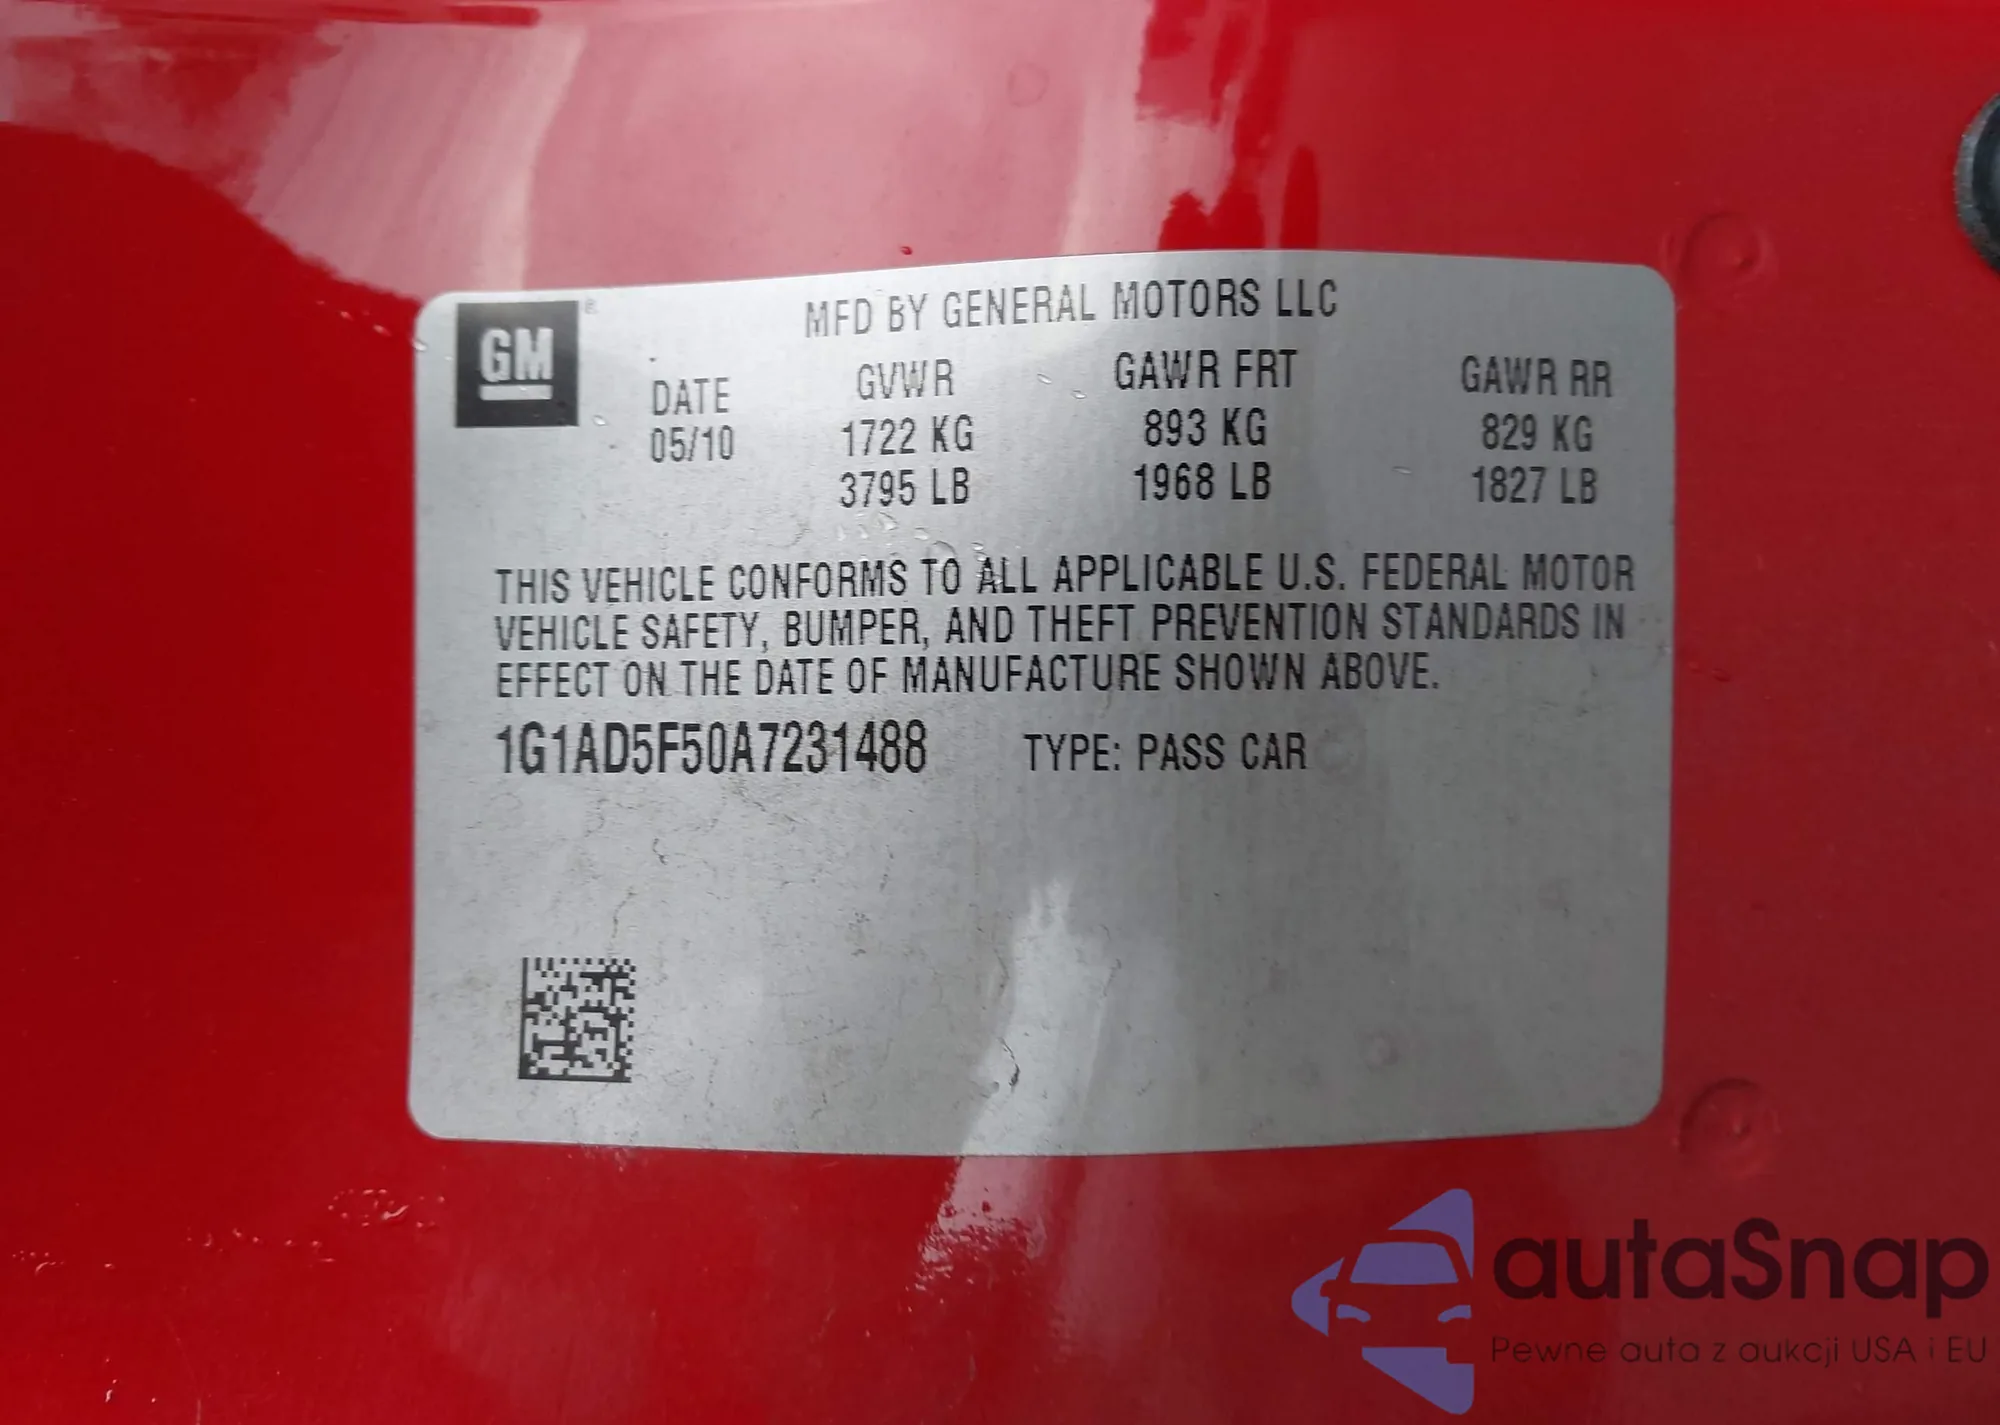 GM
MFD BY GENERAL MOTORS LLC
DATE GVWR GAWR FRT GAWR RR
05/10 1722 KG 893 KG 829 KG
3795 LB 1968 LB 1827 LB
THIS VEHICLE CONFORMS TO ALL APPLICABLE U.S. FEDERAL MOTOR
VEHICLE SAFETY, BUMPER, AND THEFT PREVENTION STANDARDS IN
EFFECT ON THE DATE OF MANUFACTURE SHOWN ABOVE.
1G1AD5F50A7231488 TYPE: PASS CAR
autaSnap
Pewne auta z aukcji USA i EU